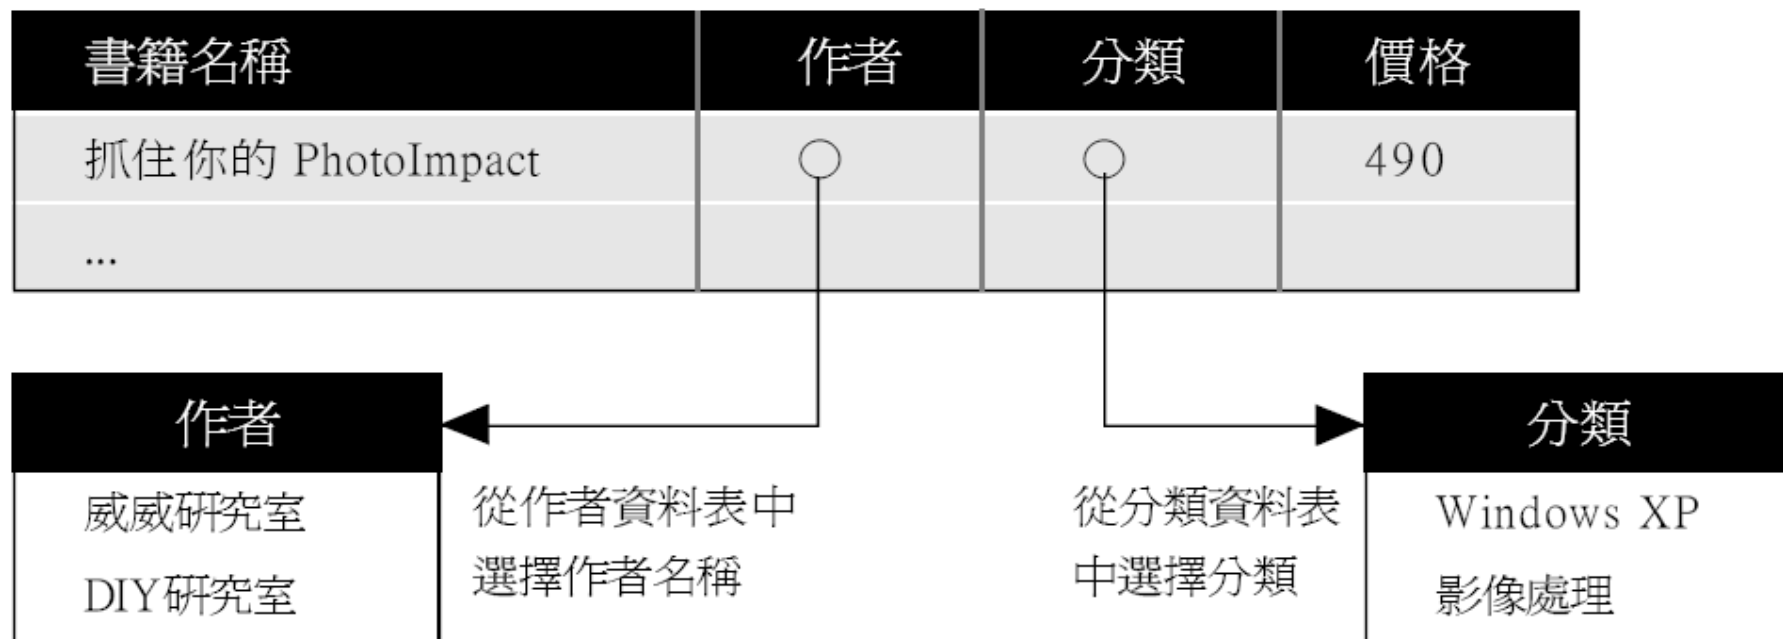 書籍名稱 作者 分類 價格
抓住你的 PhotoImpact 490
...
作者
威威研究室
DIY研究室
從作者資料表中
選擇作者名稱
從分類資料表
中選擇分類
分類
Windows XP
影像處理